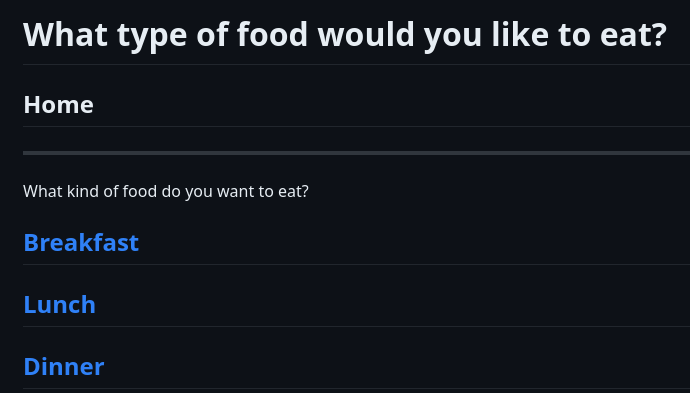 What type of food would you like to eat?
Home
What kind of food do you want to eat?
Breakfast
Lunch
Dinner